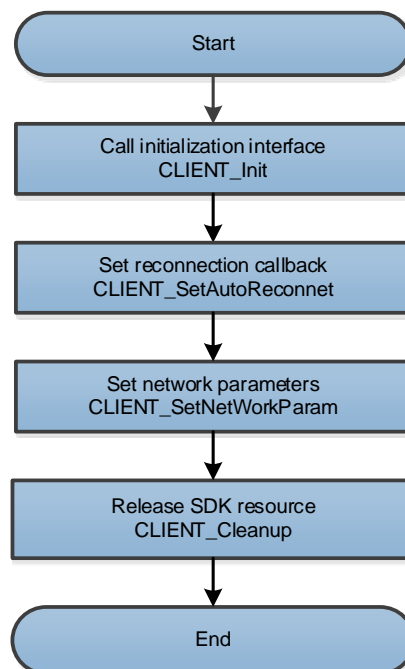 Start
Call initialization interface
CLIENT_Init
Set reconnection callback
CLIENT_SetAutoReconnet
Set network parameters
CLIENT_SetNetWorkParam
Release SDK resource
CLIENT_Cleanup
End